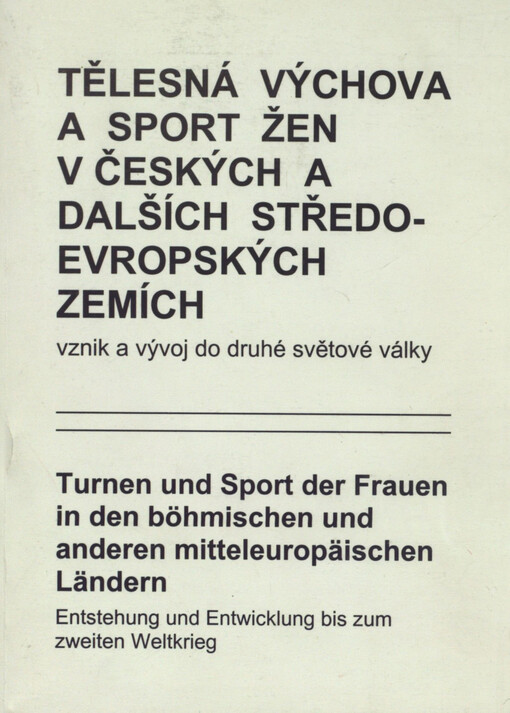 TĚLESNÁ VÝCHOVA
A SPORT ŽEN
V ČESKÝCH A
DALŠÍCH STŘEDO-
EVROPSKÝCH
ZEMÍCH
vznik a vývoj do druhé světové války
Turnen und Sport der Frauen
in den böhmischen und
anderen mitteleuropäischen
Ländern
Entstehung und Entwicklung bis zum
zweiten Weltkrieg